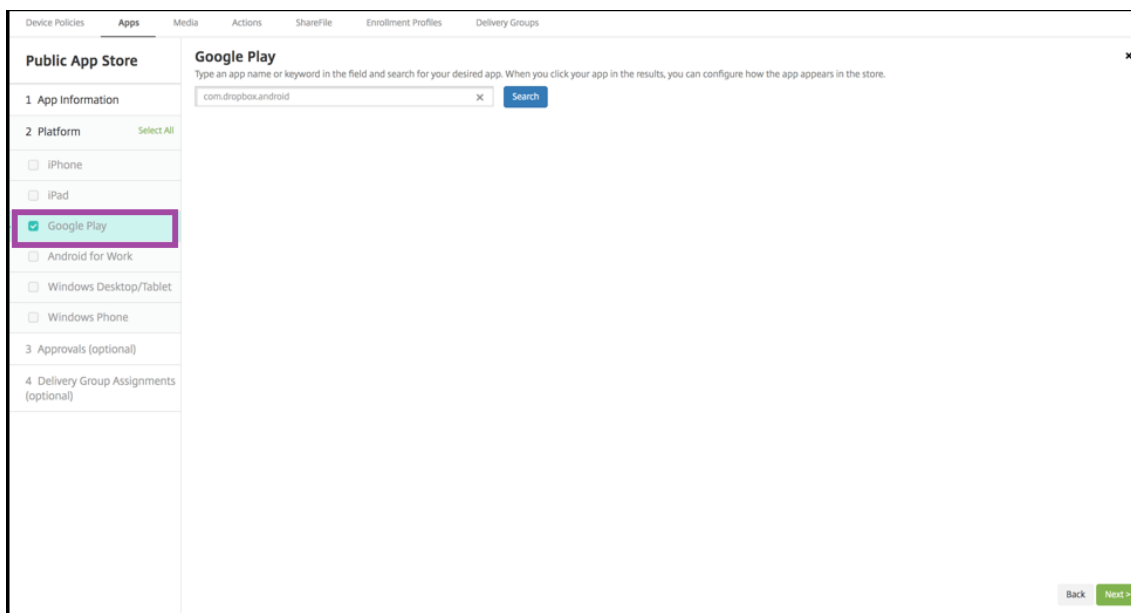 Device Policies Apps Media Actions ShareFile Enrollment Profiles Delivery Groups
Public App Store
1 App Information
2 Platform Select All
iPhone
iPad
Google Play
Android for Work
Windows Desktop/Tablet
Windows Phone
3 Approvals (optional)
4 Delivery Group Assignments
(optional)
Google Play
Type an app name or keyword in the field and search for your desired app. When you click your app in the results, you can configure how the app appears in the store.
com.dropbox.android Search
Back Next >